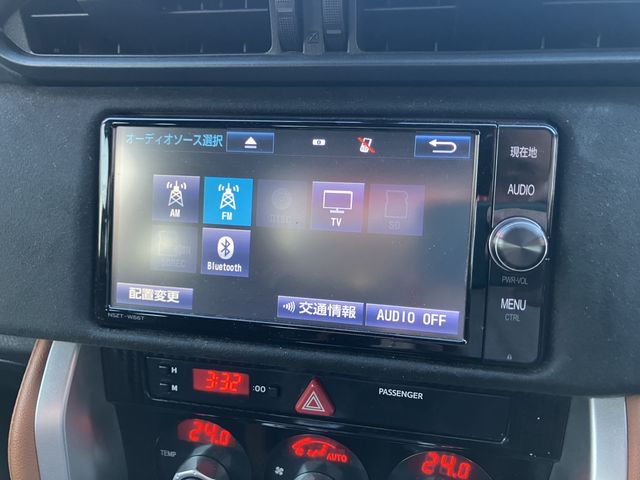 オーディオソース選択
現在地
AUDIO
AM
FM
DISC
TV
SD
Bluetooth
PWR・VOL
MENU
CTRL
配置変更
交通情報
AUDIO OFF
NSZT-W66T
H
M
3:32
:00
PASSENGER
24.0
TEMP
AUTO
24.0